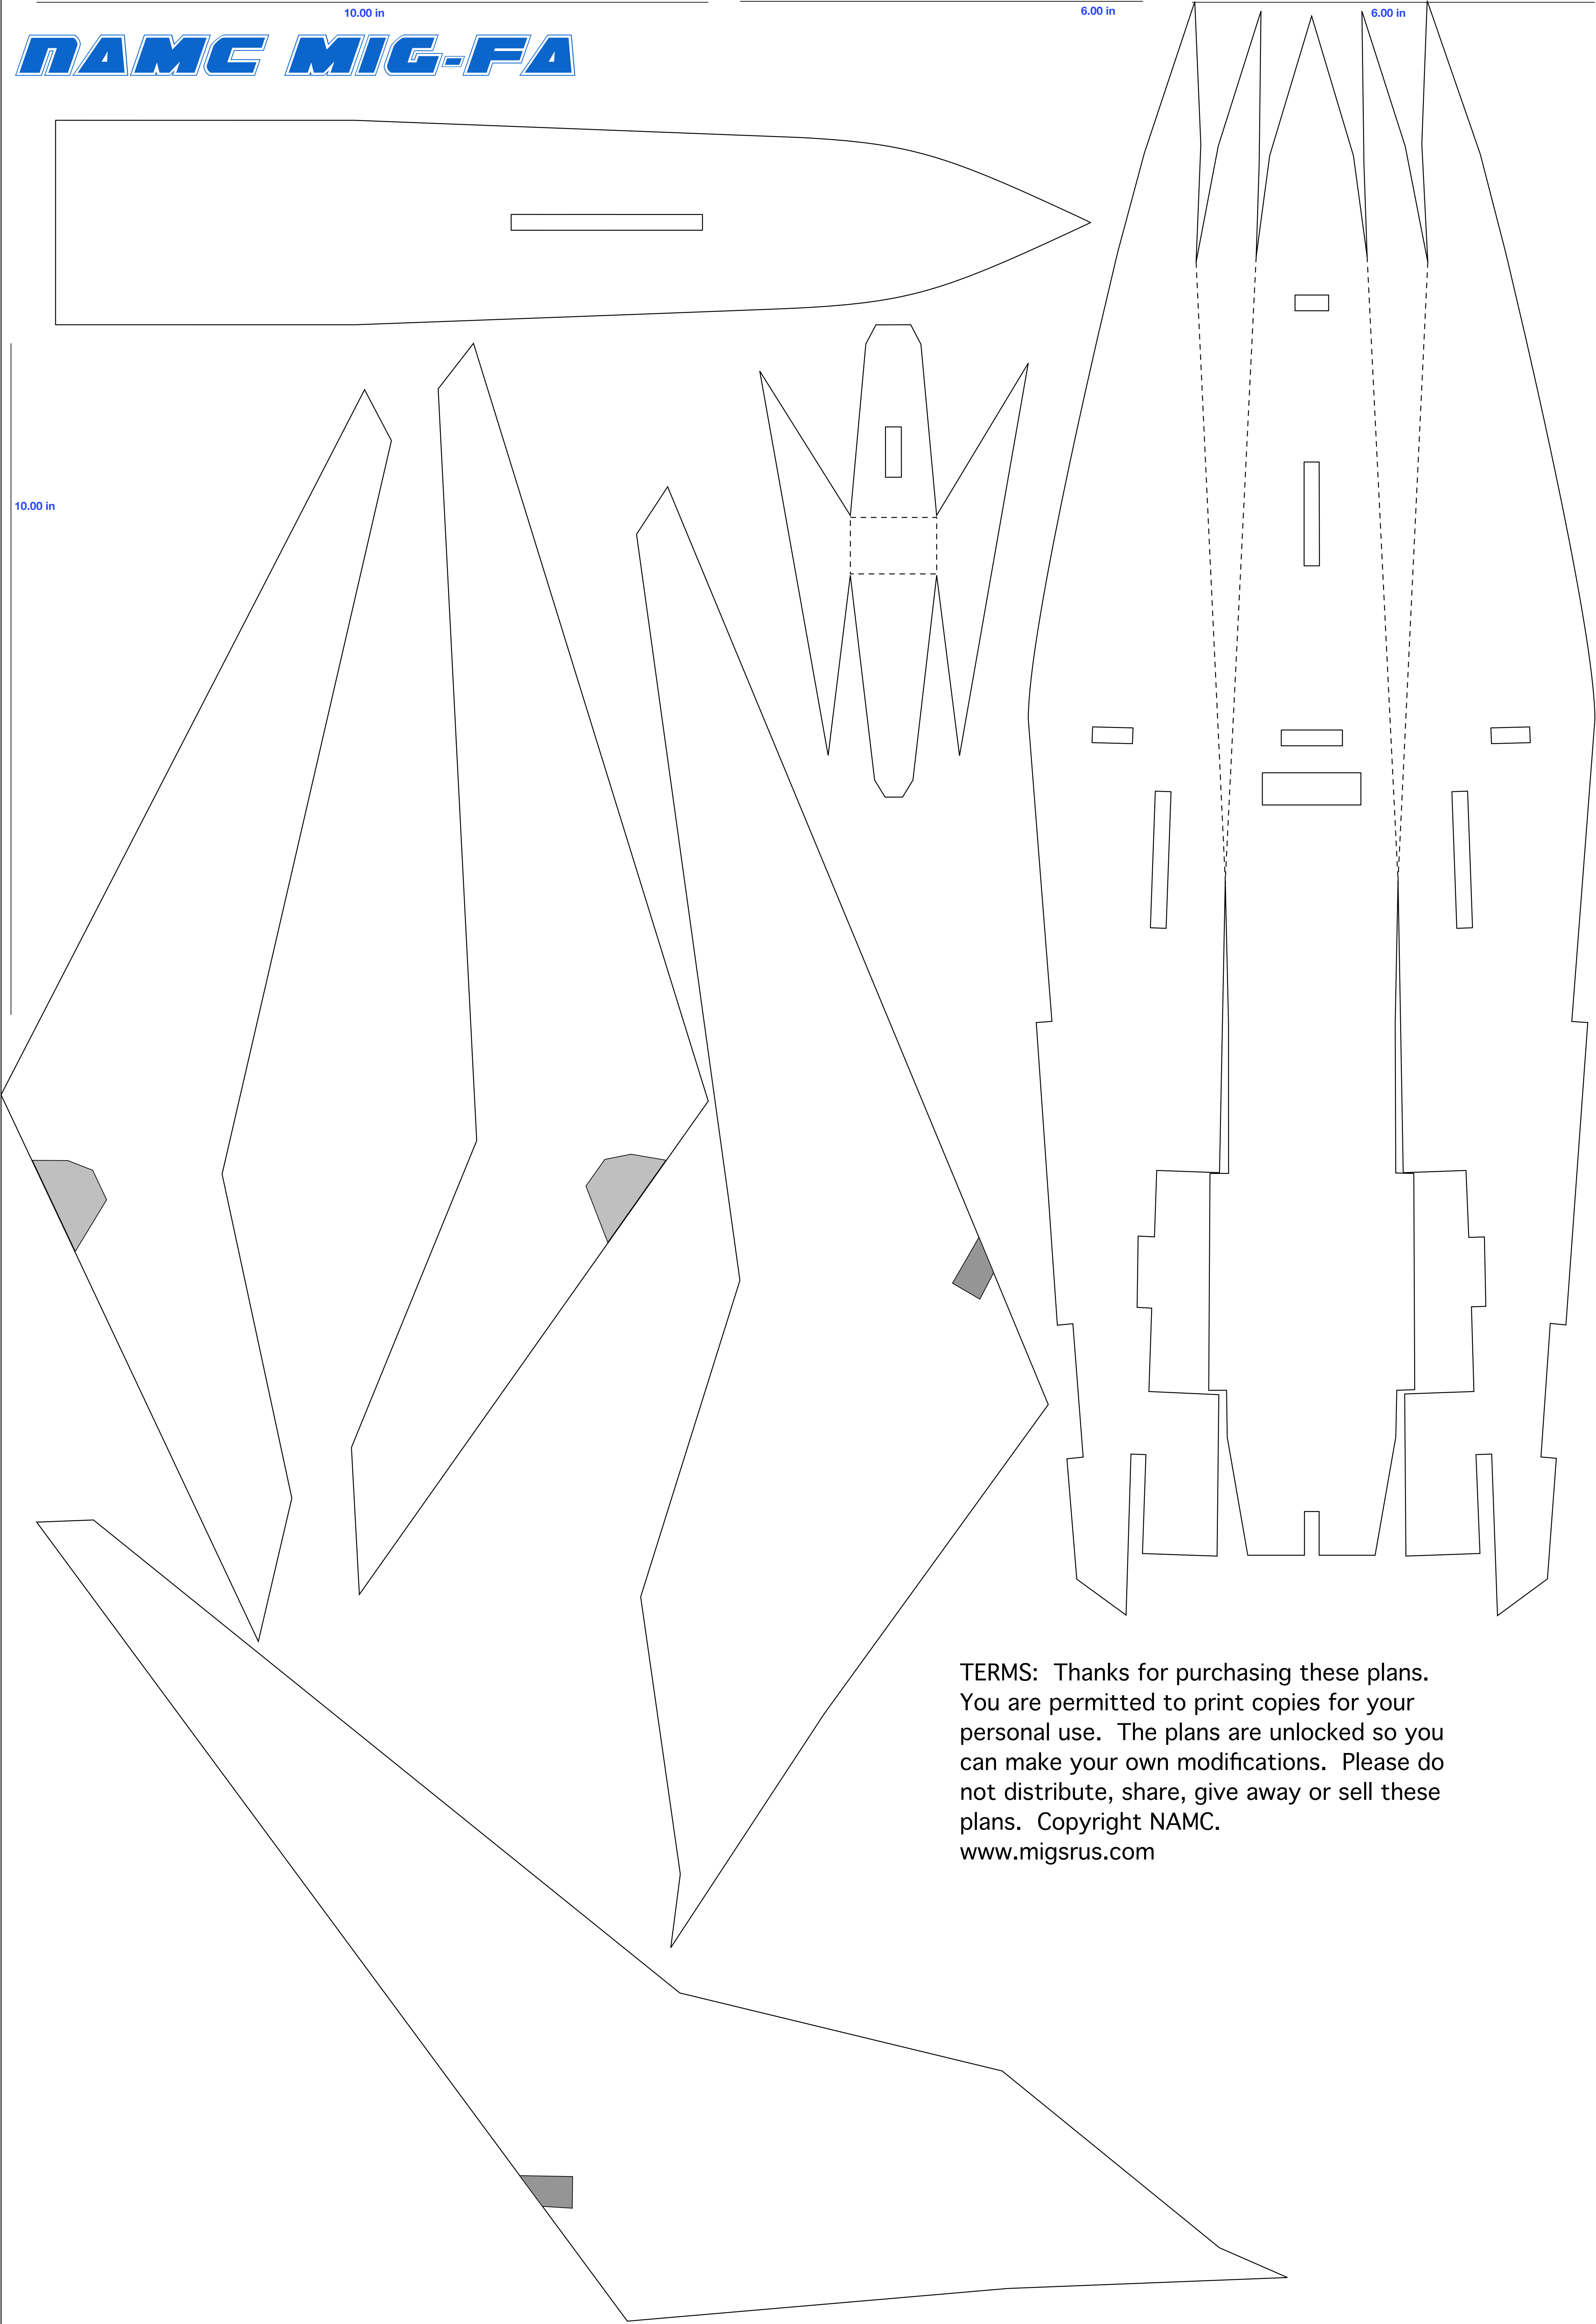 10.00 in
6.00 in
6.00 in
NAMC MIG-FA
10.00 in
TERMS:  Thanks for purchasing these plans.
You are permitted to print copies for your
personal use.  The plans are unlocked so you
can make your own modifications.  Please do
not distribute, share, give away or sell these
plans.  Copyright NAMC.
www.migsrus.com